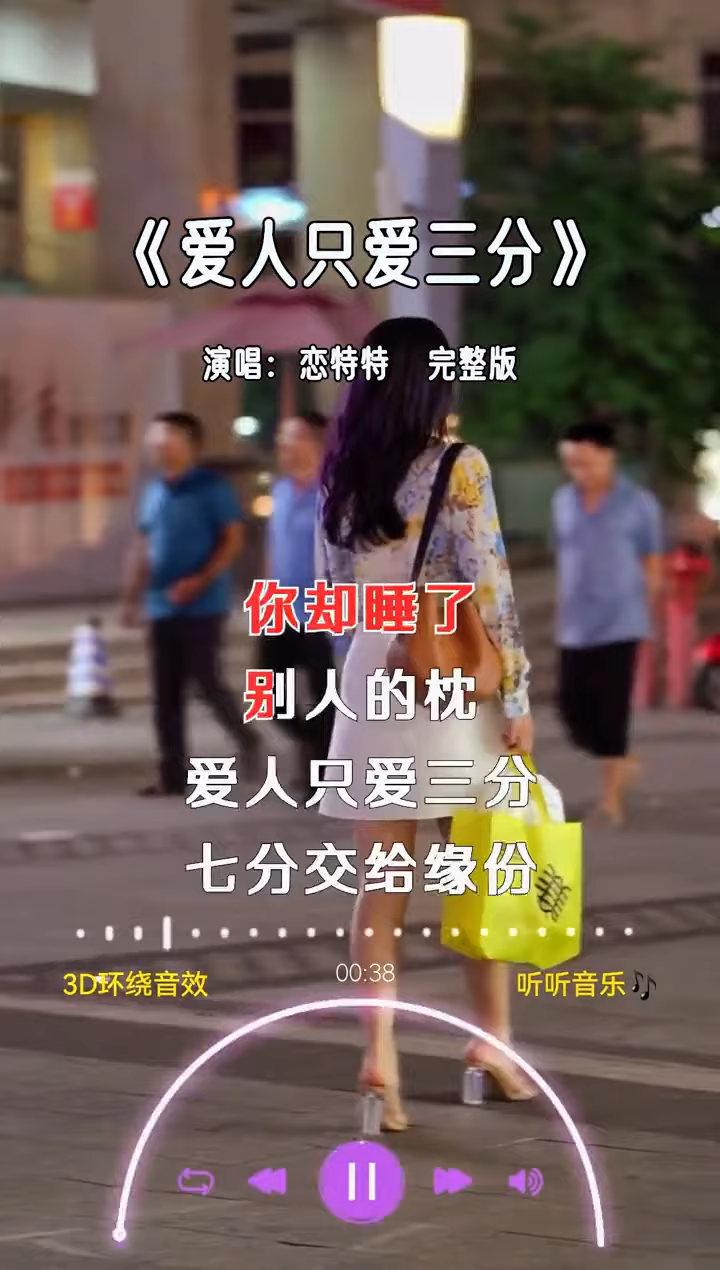 《爱人只爱三分》
演唱：恋特特 完整版
你却睡了
别人的枕
爱人只爱三分
七分交给缘份
00:38
3D环绕音效
听听音乐🎶